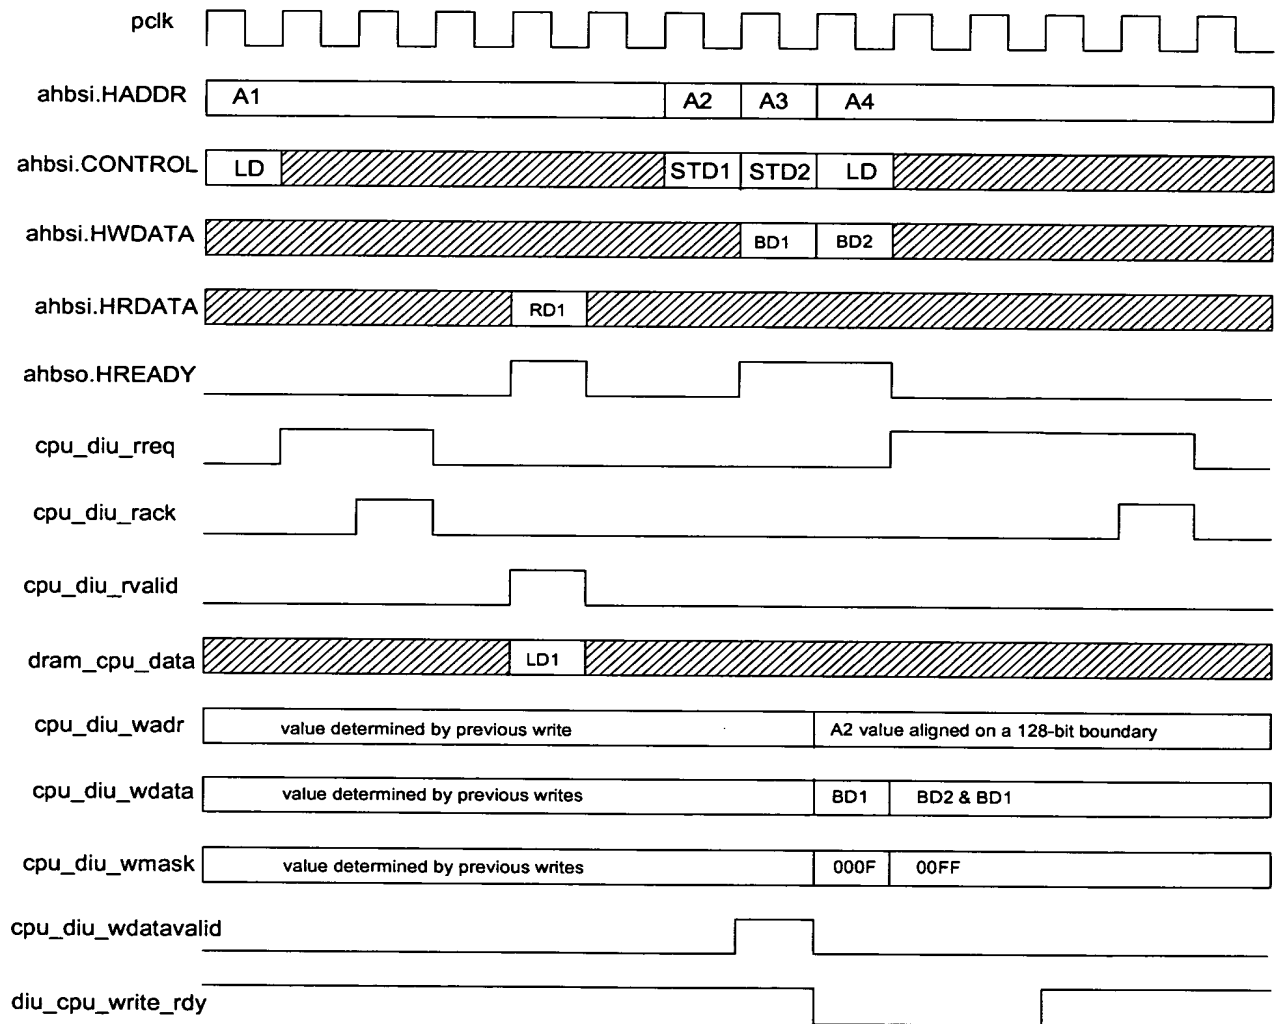 pclk
ahbsi.HADDR A1 A2 A3 A4
ahbsi.CONTROL LD STD1 STD2 LD
ahbsi.HWDATA BD1 BD2
ahbsi.HRDATA RD1
ahbso.HREADY
cpu_diu_rreq
cpu_diu_rack
cpu_diu_rvalid
dram_cpu_data LD1
cpu_diu_wadr value determined by previous write A2 value aligned on a 128-bit boundary
cpu_diu_wdata value determined by previous writes BD1 BD2 & BD1
cpu_diu_wmask value determined by previous writes 000F 00FF
cpu_diu_wdatavalid
diu_cpu_write_rdy